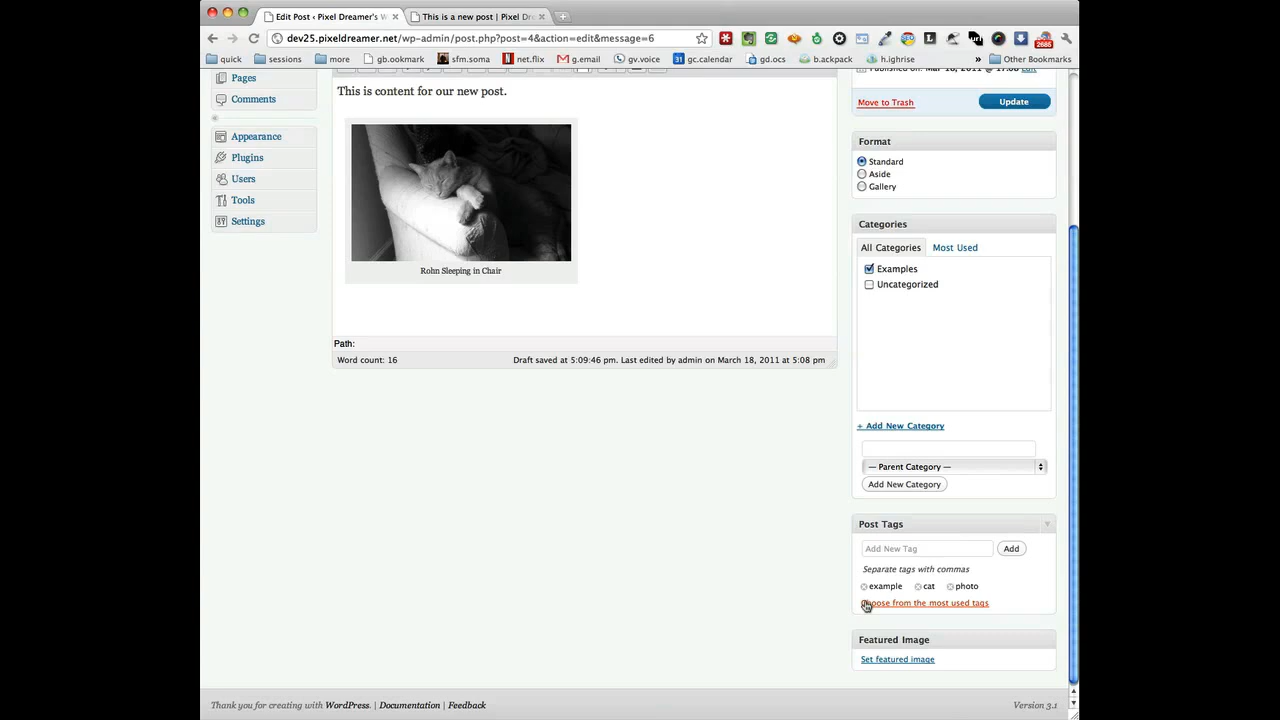 Edit Post ‹ Pixel Dreamer's W
This is a new post | Pixel Dre
dev25.pixeldreamer.net/wp-admin/post.php?post=4&action=edit&message=6
2685
quick sessions more gb.ookmark sfm.soma net.flix g.email gv.voice gc.calendar gd.ocs b.ackpack h.ighrise » Other Bookmarks
Pages
Comments
Appearance
Plugins
Users
Tools
Settings
This is content for our new post.
Rohn Sleeping in Chair
Path:
Word count: 16
Draft saved at 5:09:46 pm. Last edited by admin on March 18, 2011 at 5:08 pm
Edit
Move to Trash
Update
Format
Standard
Aside
Gallery
Categories
All Categories Most Used
Examples
Uncategorized
+ Add New Category
— Parent Category —
Add New Category
Post Tags
Add New Tag
Add
Separate tags with commas
example cat photo
from the most used tags
Featured Image
Set featured image
Thank you for creating with WordPress. | Documentation | Feedback
Version 3.1